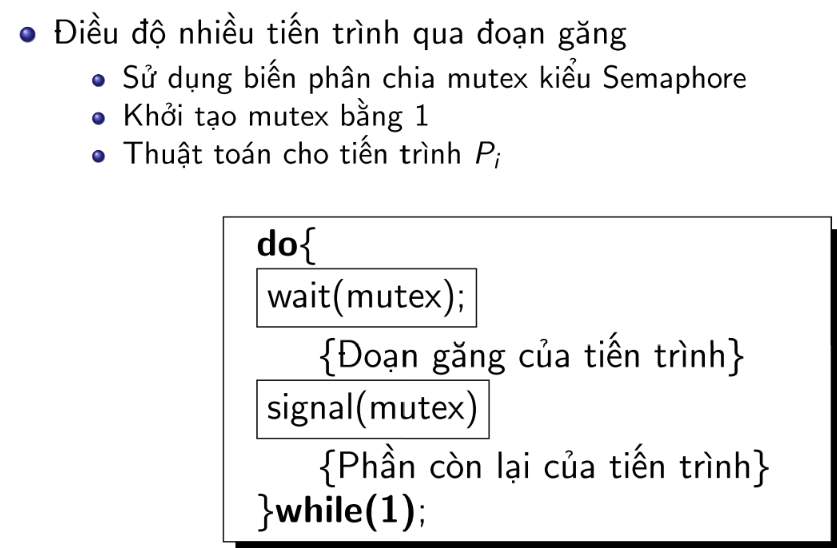 Điều độ nhiều tiến trình qua đoạn găng
Sử dụng biến phân chia mutex kiểu Semaphore
Khởi tạo mutex bằng 1
Thuật toán cho tiến trình Pᵢ
do{
wait(mutex);
{Đoạn găng của tiến trình}
signal(mutex)
{Phần còn lại của tiến trình}
}while(1);